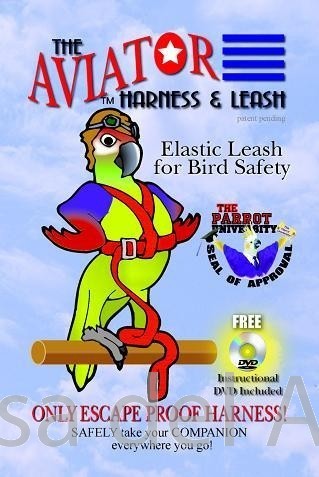 THE
AVIATOR
TM HARNESS & LEASH
patent pending
Elastic Leash
for Bird Safety
THE
PARROT
UNIVERSITY
SEAL OF APPROVAL
D
FREE
DVD
Instructional
DVD Included
ONLY ESCAPE PROOF HARNESS!
SAFELY take your COMPANION
everywhere you go!